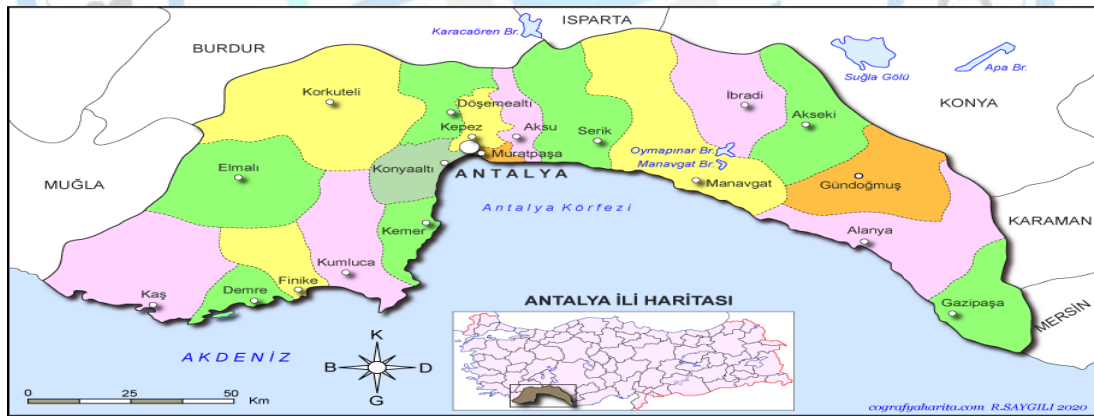 ISPARTA
Karacaören Br.
BURDUR
Suğla Gölü
Apa Br.
KONYA
Korkuteli
Döşemealtı
İbradi
Kepez
Aksu
Serik
Akseki
Oymapınar Br.
Manavgat Br.
Muratpaşa
Konyaaltı
ANTALYA
Elmalı
MUĞLA
Manavgat
Gündoğmuş
Antalya Körfezi
KARAMAN
Kemer
Alanya
Kumluca
Finike
Demre
Kaş
ANTALYA İLİ HARİTASI
Gazipaşa
MERSİN
AKDENİZ
K
B
D
G
0 25 50
Km
cografyaharita.com R.SAYGILI 2020